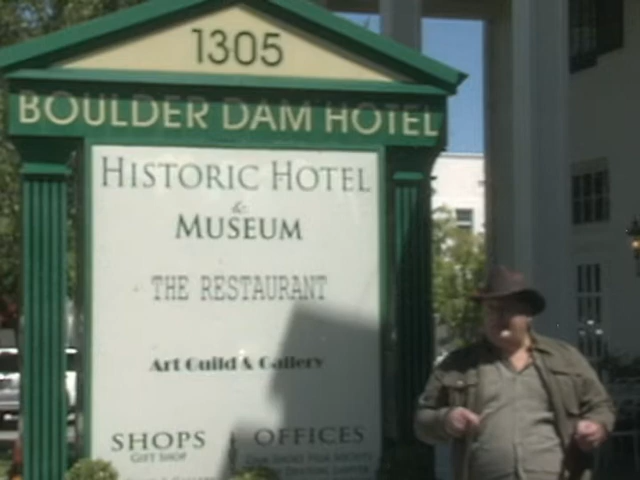 1305
BOULDER DAM HOTEL
HISTORIC HOTEL
&
MUSEUM
THE RESTAURANT
Art Guild & Gallery
SHOPS OFFICES
GIFT SHOP